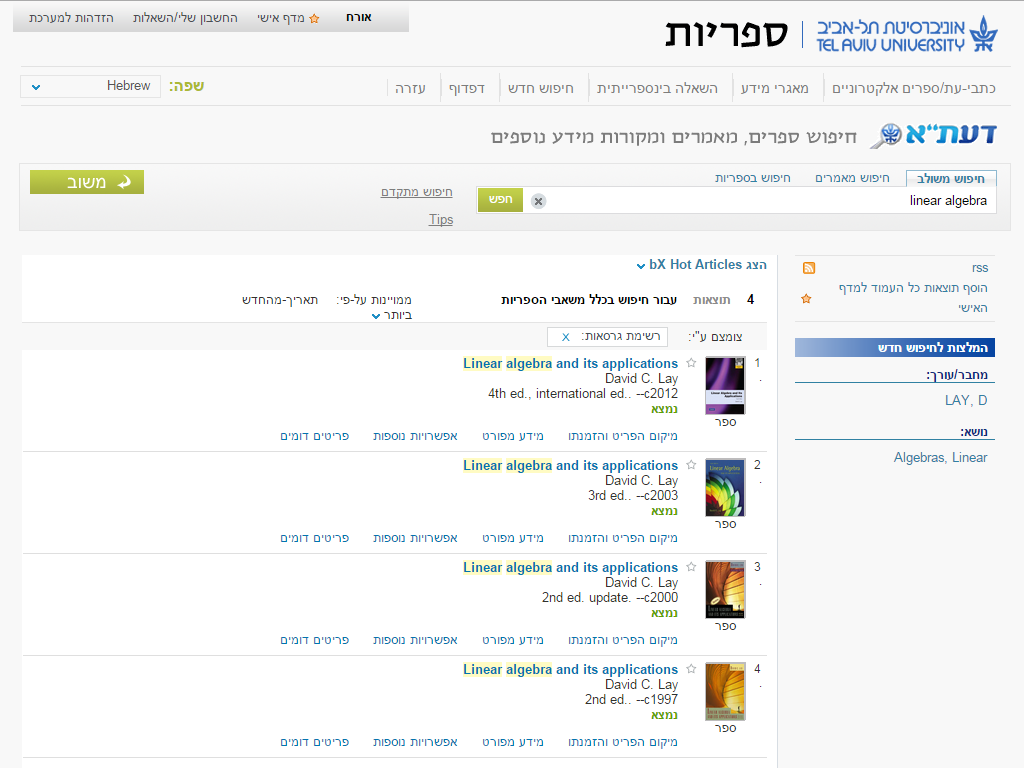 אורח
מדף אישי
החשבון שלי/השאלות
הזדהות למערכת
אוניברסיטת תל-אביב
TEL AVIV UNIVERSITY
ספריות
כתבי-עת/ספרים אלקטרוניים
מאגרי מידע
השאלה בינספרייתית
חיפוש חדש
דפדוף
עזרה
שפה:
Hebrew
דעת"א
חיפוש ספרים, מאמרים ומקורות מידע נוספים
חיפוש משולב
חיפוש מאמרים
חיפוש בספריות
linear algebra
חפש
חיפוש מתקדם
Tips
משוב
rss
הוסף תוצאות כל העמוד למדף
האישי
המלצות לחיפוש חדש
מחבר/עורך:
LAY, D
נושא:
Algebras, Linear
הצג bX Hot Articles
4 תוצאות עבור חיפוש בכלל משאבי הספריות
ממויינות על-פי: תאריך-מהחדש
ביותר
צומצם ע"י: רשימת גרסאות: X
1.
Linear algebra and its applications
David C. Lay
4th ed., international ed.. --c2012
נמצא
ספר
מיקום הפריט והזמנתו
מידע מפורט
אפשרויות נוספות
פריטים דומים
2.
Linear algebra and its applications
David C. Lay
3rd ed.. --c2003
נמצא
ספר
מיקום הפריט והזמנתו
מידע מפורט
אפשרויות נוספות
פריטים דומים
3.
Linear algebra and its applications
David C. Lay
2nd ed. update. --c2000
נמצא
ספר
מיקום הפריט והזמנתו
מידע מפורט
אפשרויות נוספות
פריטים דומים
4.
Linear algebra and its applications
David C. Lay
2nd ed.. --c1997
נמצא
ספר
מיקום הפריט והזמנתו
מידע מפורט
אפשרויות נוספות
פריטים דומים